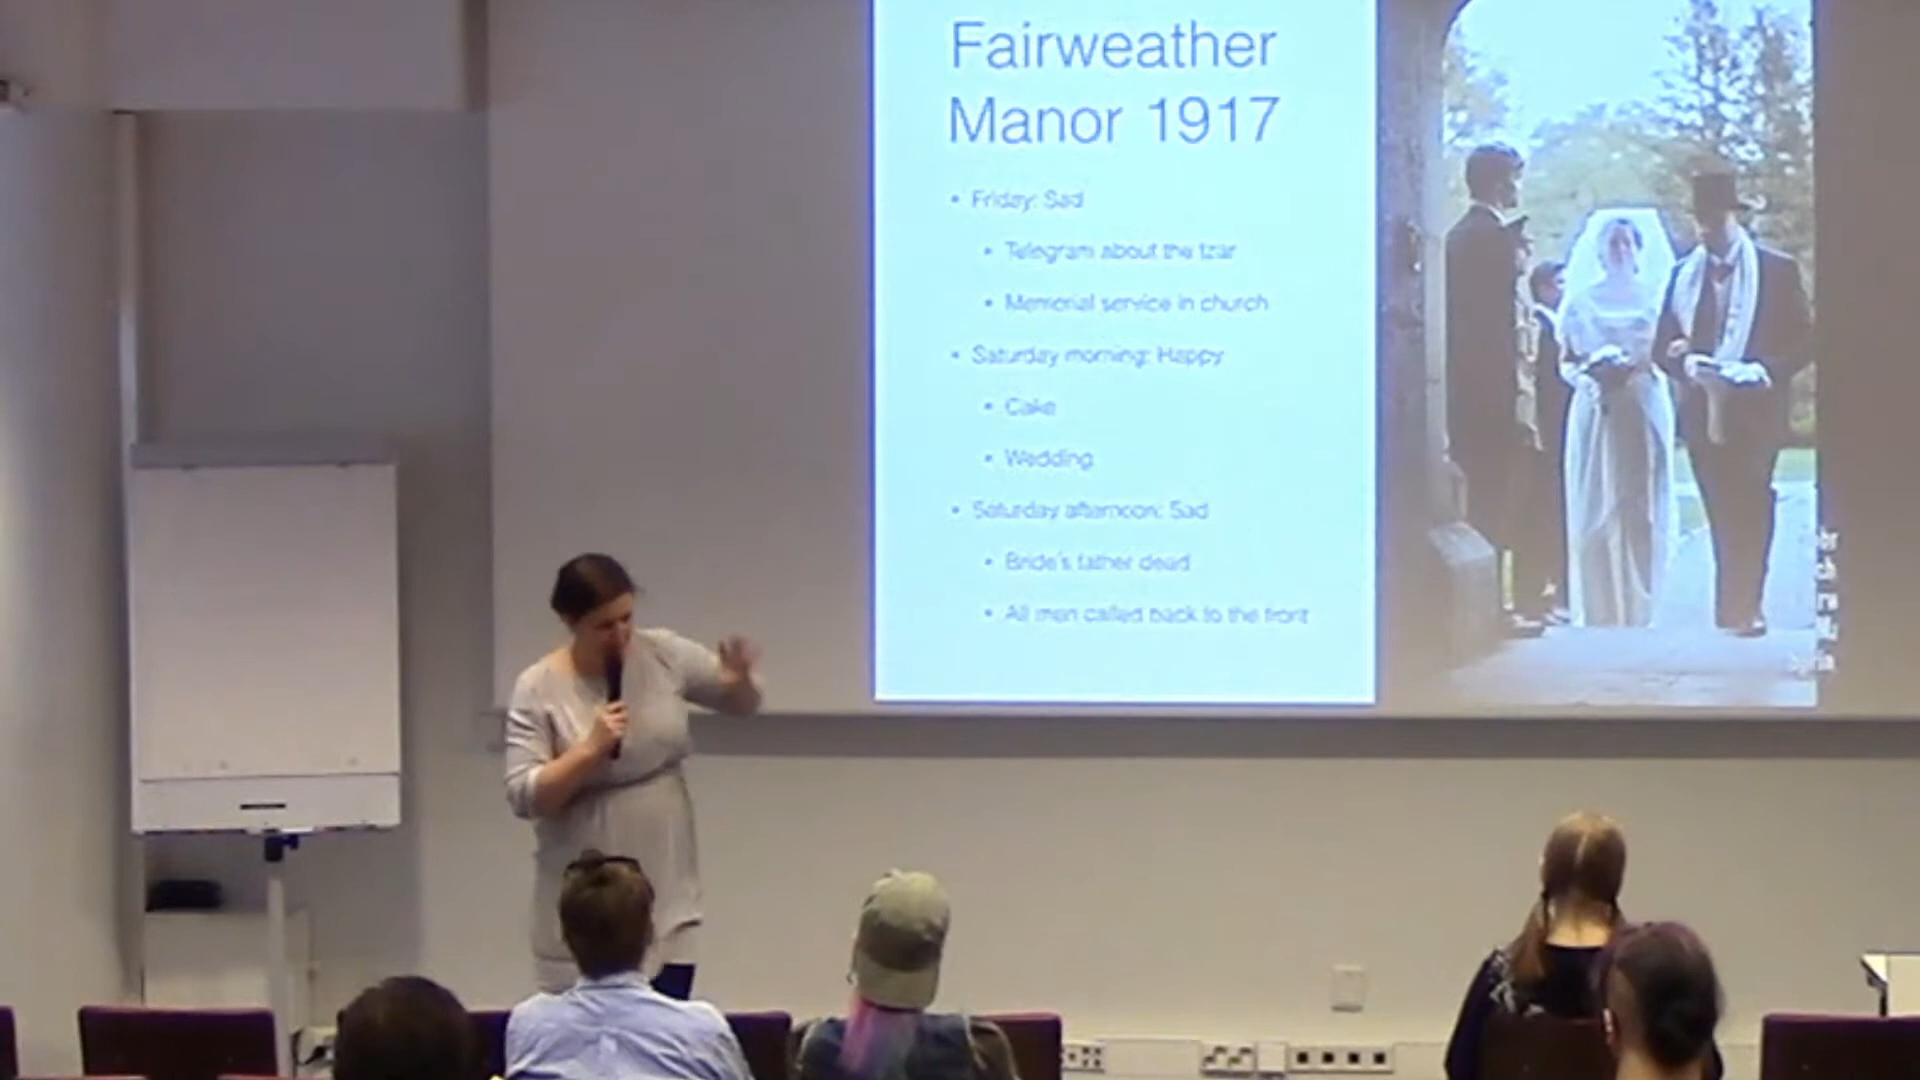 Fairweather
Manor 1917
• Friday: Sad
• Telegram about the tzar
• Memorial service in church
• Saturday morning: Happy
• Cake
• Wedding
• Saturday afternoon: Sad
• Bride's father dead
• All men called back to the front